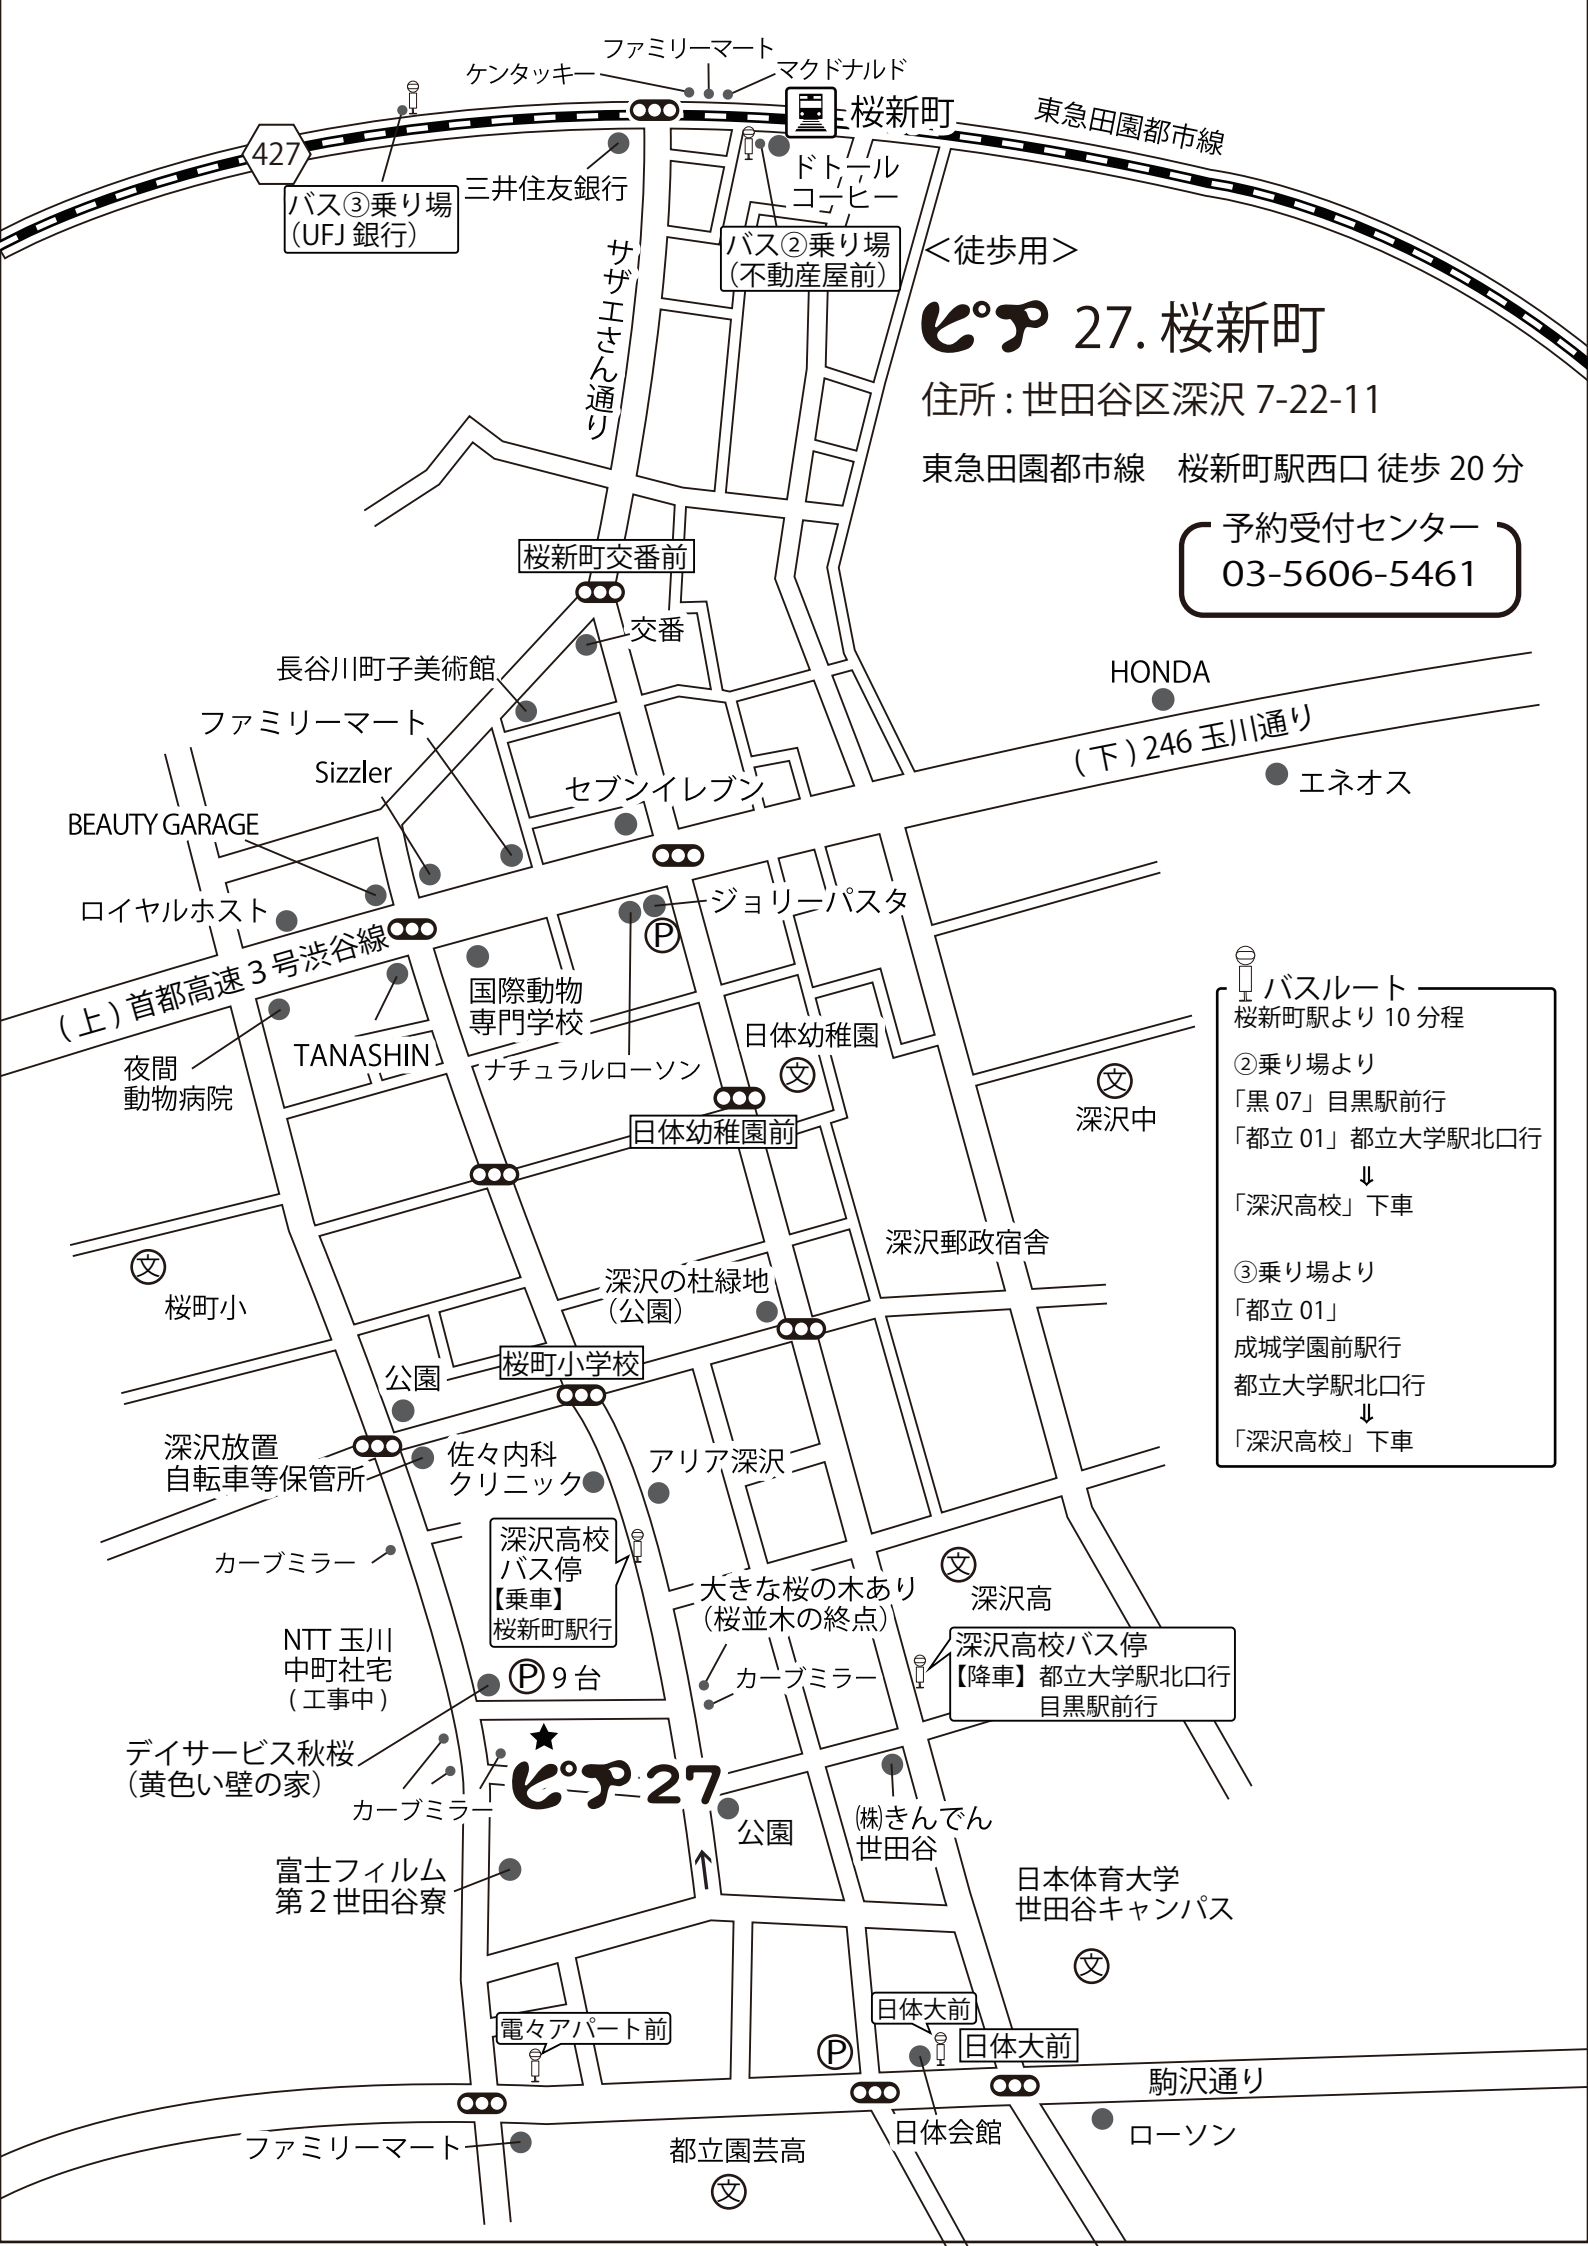 ファミリーマート
ケンタッキー
マクドナルド
桜新町
東急田園都市線
427
三井住友銀行
ドトール
コーヒー
バス③乗り場
（UFJ 銀行）
バス②乗り場
（不動産屋前）
サザエさん通り
＜徒歩用＞
ピア 27. 桜新町
住所 : 世田谷区深沢 7-22-11
東急田園都市線　桜新町駅西口 徒歩 20 分
予約受付センター
03-5606-5461
桜新町交番前
交番
長谷川町子美術館
ファミリーマート
Sizzler
セブンイレブン
BEAUTY GARAGE
ロイヤルホスト
HONDA
( 下 ) 246 玉川通り
エネオス
ジョリーパスタ
P
( 上 ) 首都高速 3 号渋谷線
国際動物
専門学校
TANASHIN
ナチュラルローソン
夜間
動物病院
日体幼稚園
文
文
深沢中
日体幼稚園前
バスルート
桜新町駅より 10 分程
②乗り場より
「黒 07」目黒駅前行
「都立 01」都立大学駅北口行
⇓
「深沢高校」下車
③乗り場より
「都立 01」
成城学園前駅行
都立大学駅北口行
⇓
「深沢高校」下車
文
桜町小
深沢郵政宿舎
深沢の杜緑地
（公園）
桜町小学校
公園
深沢放置
自転車等保管所
佐々内科
クリニック
アリア深沢
カーブミラー
深沢高校
バス停
【乗車】
桜新町駅行
大きな桜の木あり
（桜並木の終点）
文
深沢高
深沢高校バス停
【降車】都立大学駅北口行
目黒駅前行
NTT 玉川
中町社宅
( 工事中 )
P 9 台
カーブミラー
デイサービス秋桜
（黄色い壁の家）
★
ピア 27
カーブミラー
公園
㈱きんでん
世田谷
富士フィルム
第２世田谷寮
↑
日本体育大学
世田谷キャンパス
文
日体大前
電々アパート前
P
日体大前
駒沢通り
ファミリーマート
日体会館
ローソン
都立園芸高
文